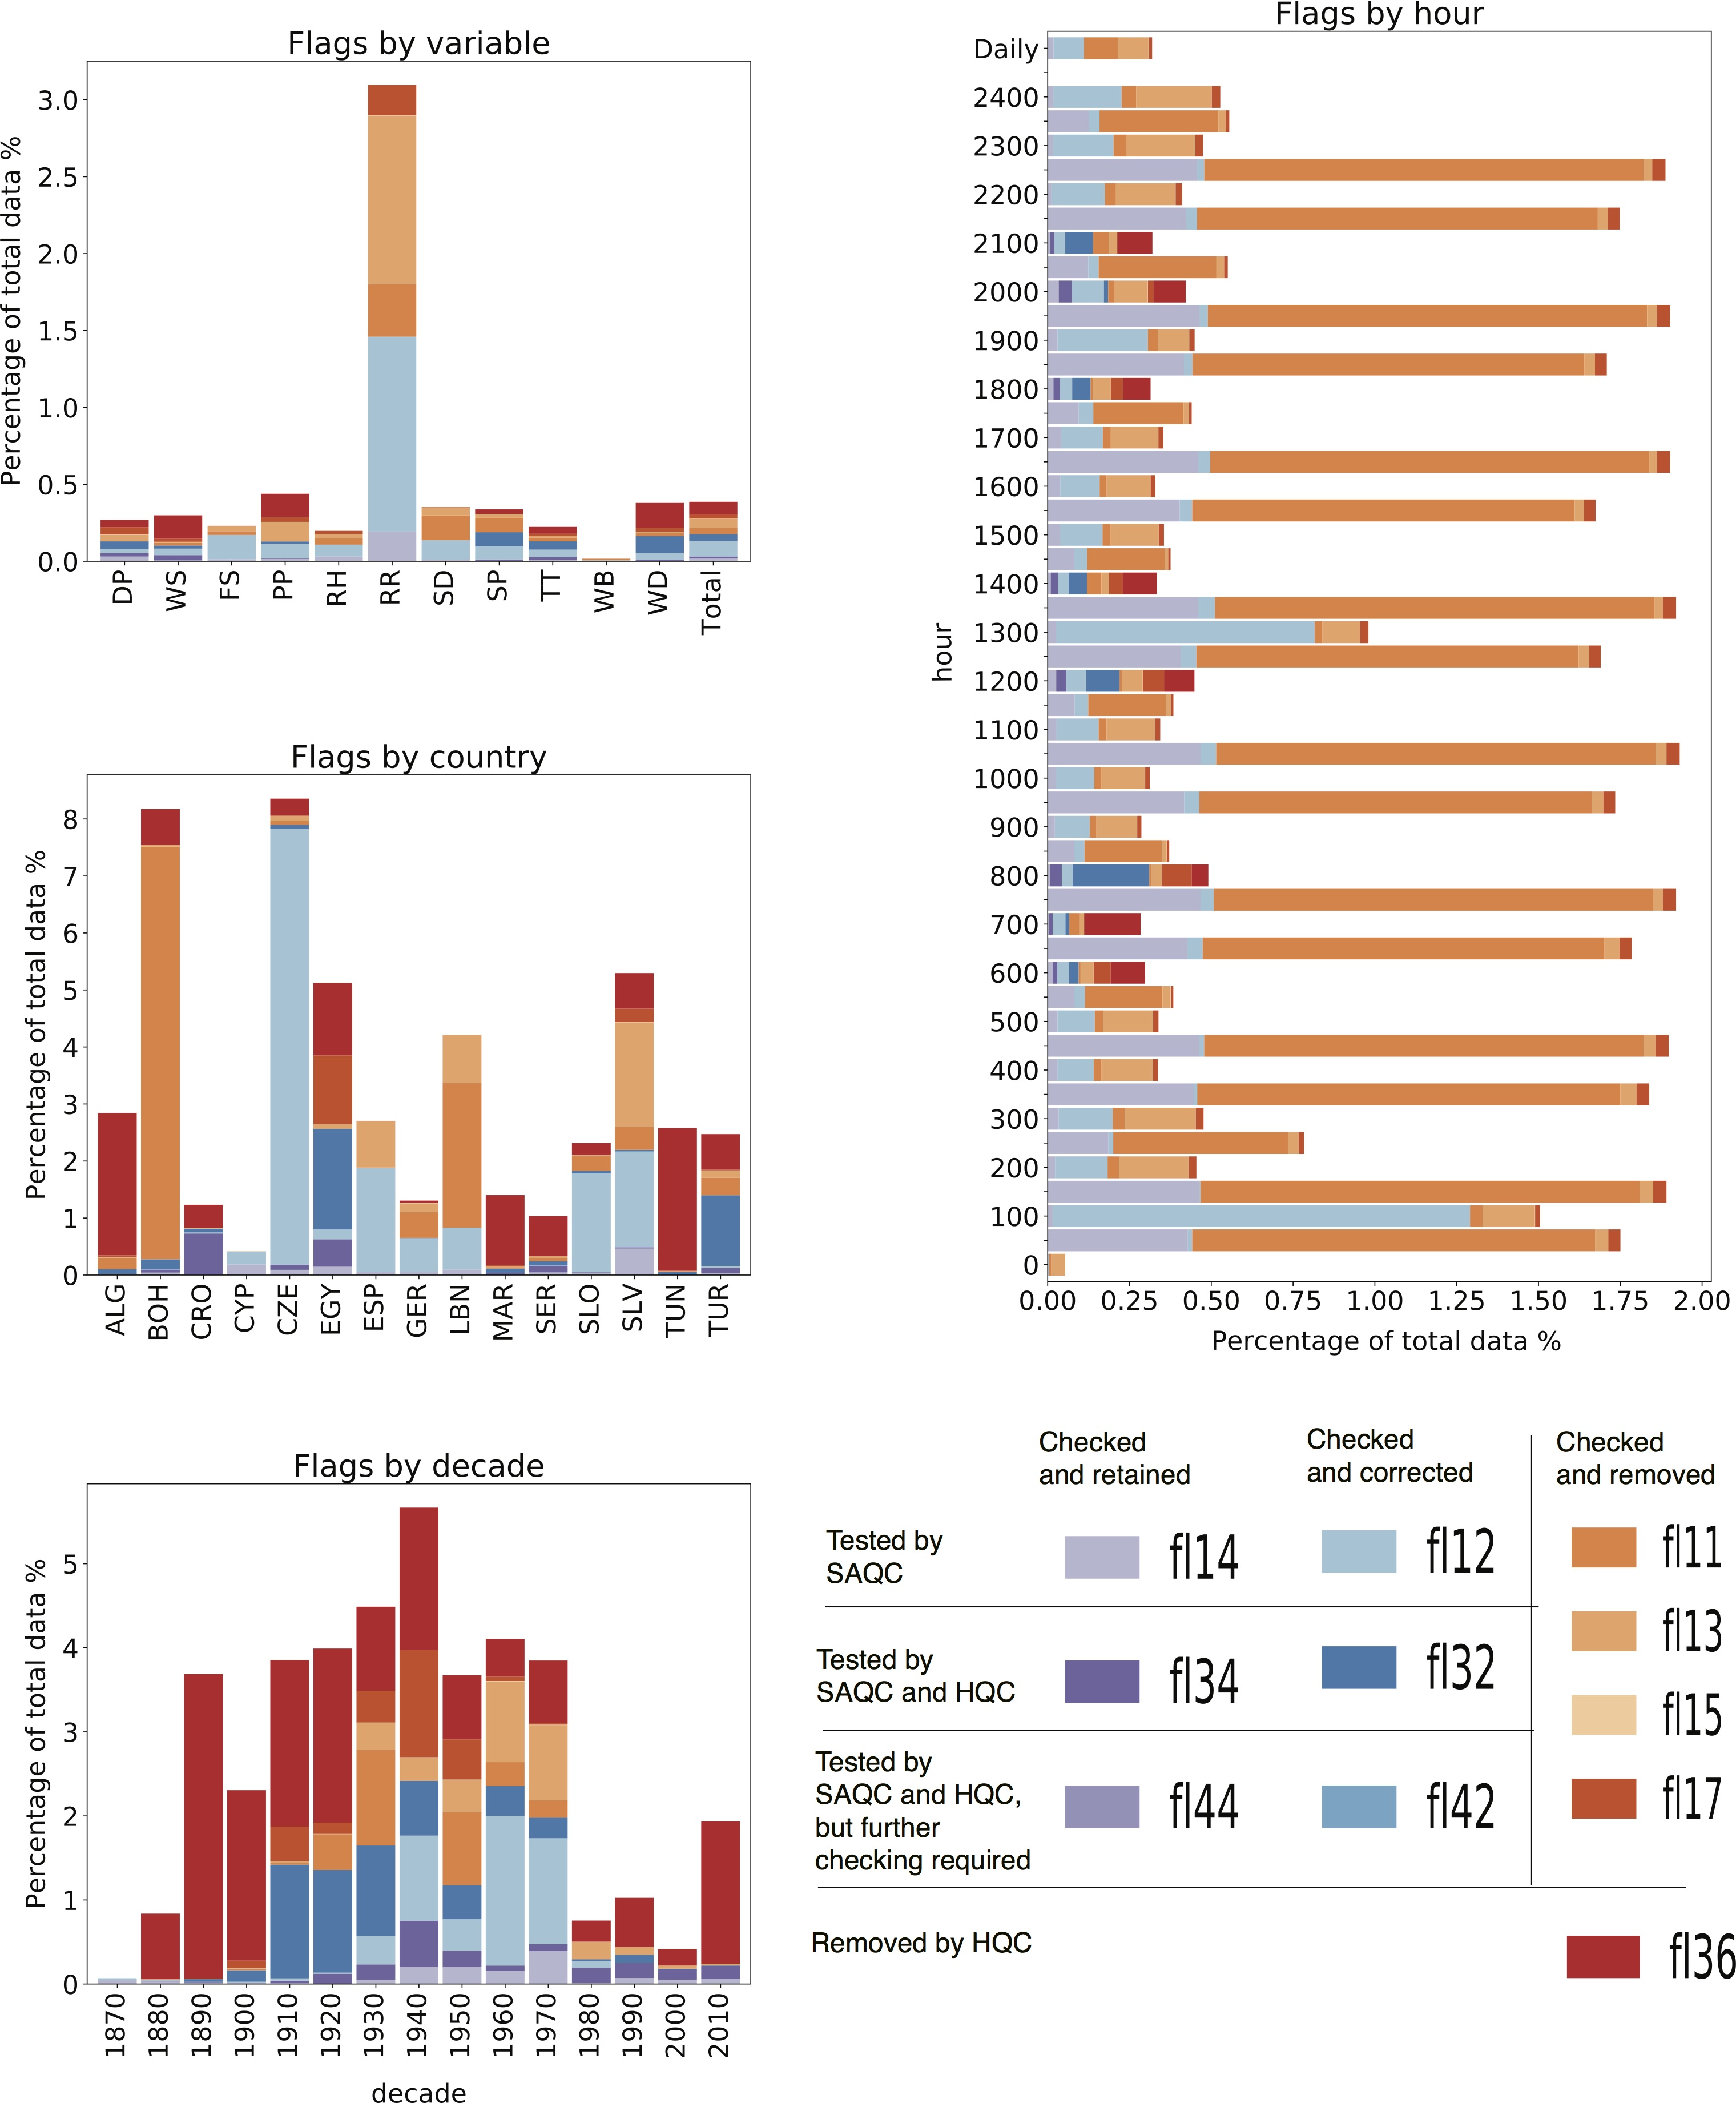 Flags by variable
Percentage of total data %
3.0
2.5
2.0
1.5
1.0
0.5
0.0
DP
WS
FS
PP
RH
RR
SD
SP
TT
WB
WD
Total
Flags by country
Percentage of total data %
8
7
6
5
4
3
2
1
0
ALG
BOH
CRO
CYP
CZE
EGY
ESP
GER
LBN
MAR
SER
SLO
SLV
TUN
TUR
Flags by decade
Percentage of total data %
5
4
3
2
1
0
1870
1880
1890
1900
1910
1920
1930
1940
1950
1960
1970
1980
1990
2000
2010
decade
Flags by hour
hour
Daily
2400
2300
2200
2100
2000
1900
1800
1700
1600
1500
1400
1300
1200
1100
1000
900
800
700
600
500
400
300
200
100
0
0.00 0.25 0.50 0.75 1.00 1.25 1.50 1.75 2.00
Percentage of total data %
Checked
and retained
Checked
and corrected
Checked
and removed
Tested by
SAQC
fl14
fl12
fl11
fl13
Tested by
SAQC and HQC
fl34
fl32
fl15
Tested by
SAQC and HQC,
but further
checking required
fl44
fl42
fl17
Removed by HQC
fl36